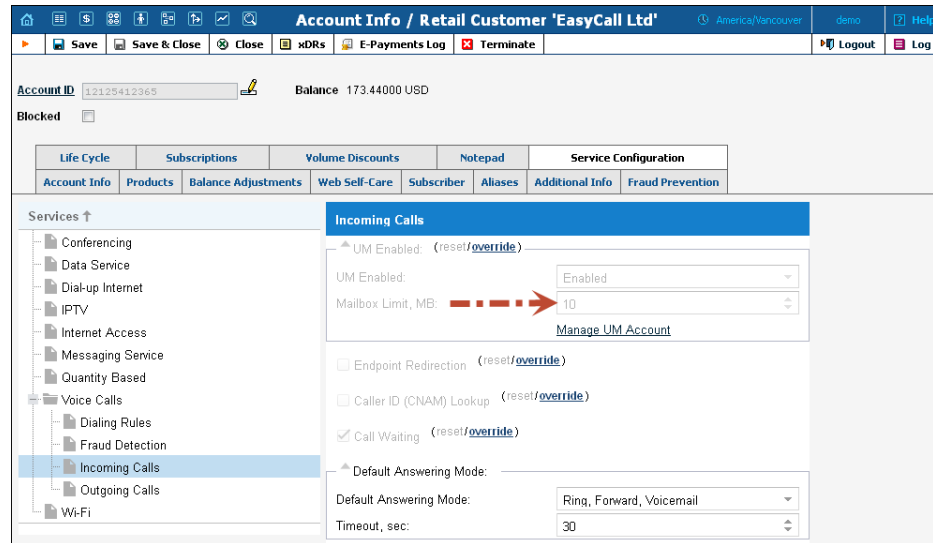 Account Info / Retail Customer 'EasyCall Ltd' America/Vancouver demo Help
Save Save & Close Close xDRs E-Payments Log Terminate Logout Log
Account ID 12125412365 Balance 173.44000 USD
Blocked
Life Cycle Subscriptions Volume Discounts Notepad Service Configuration
Account Info Products Balance Adjustments Web Self-Care Subscriber Aliases Additional Info Fraud Prevention
Services
Conferencing
Data Service
Dial-up Internet
IPTV
Internet Access
Messaging Service
Quantity Based
Voice Calls
Dialing Rules
Fraud Detection
Incoming Calls
Outgoing Calls
Wi-Fi
Incoming Calls
UM Enabled: (reset/override)
UM Enabled: Enabled
Mailbox Limit, MB: 10
Manage UM Account
Endpoint Redirection (reset/override)
Caller ID (CNAM) Lookup (reset/override)
Call Waiting (reset/override)
Default Answering Mode:
Default Answering Mode: Ring, Forward, Voicemail
Timeout, sec: 30